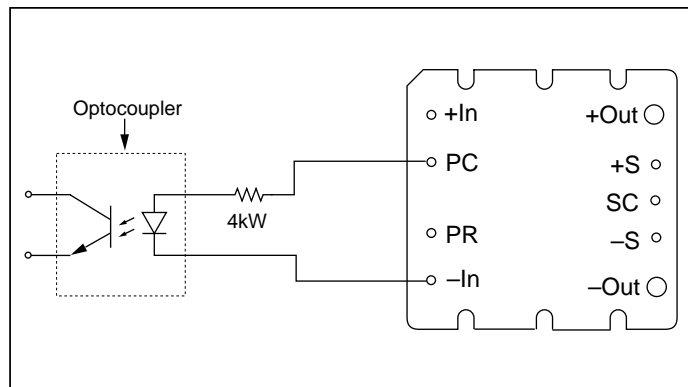 Optocoupler
4kW
+In
PC
PR
–In
+Out
+S
SC
–S
–Out